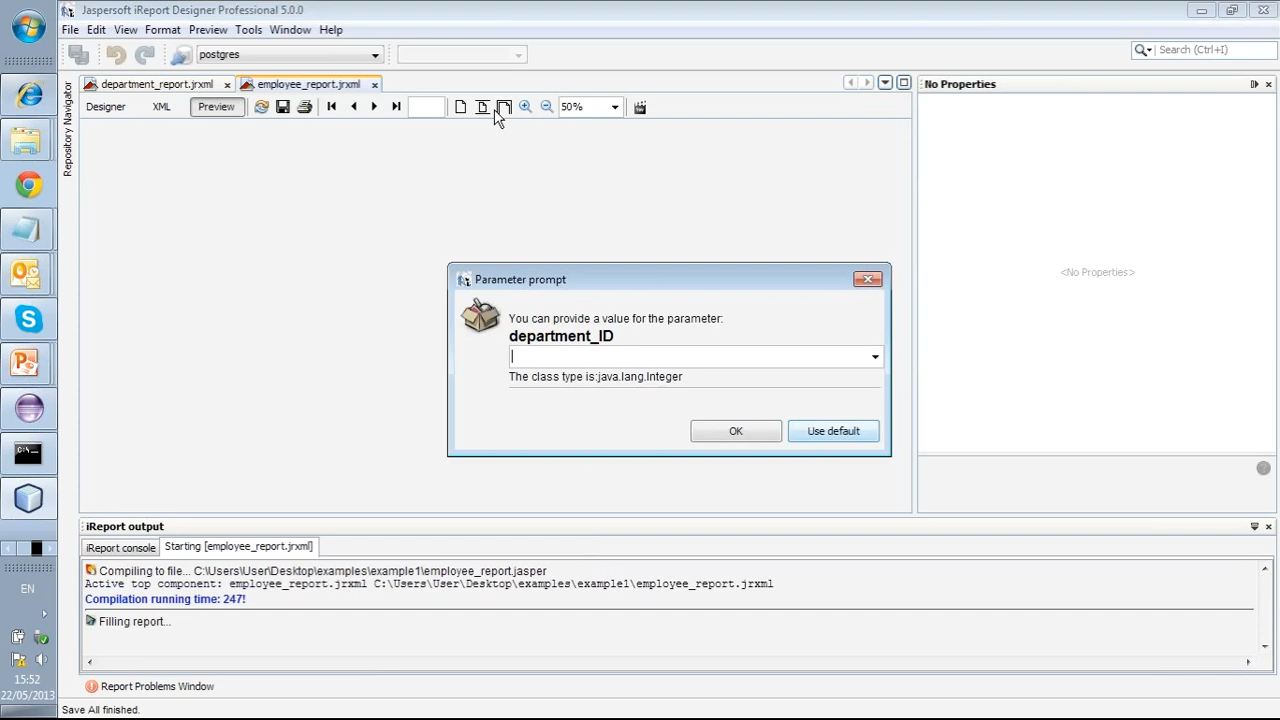 Jaspersoft iReport Designer Professional 5.0.0
File Edit View Format Reports Preview Tools Window Help
postgres
Search (Ctrl+I)
department_report.jrxml employee_report.jrxml
No Properties
Designer XML Preview 50%
Repository Navigator
<No Properties>
Parameter prompt
You can provide a value for the parameter:
department_ID
The class type is:java.lang.Integer
OK Use default
iReport output
iReport console Starting [employee_report.jrxml]
Compiling to file... C:\Users\User\Desktop\examples\example1\employee_report.jasper
Active top component: employee_report.jrxml C:\Users\User\Desktop\examples\example1\employee_report.jrxml
Compilation running time: 247!
Filling report...
Report Problems Window
Save All finished.
EN
15:52
22/05/2013